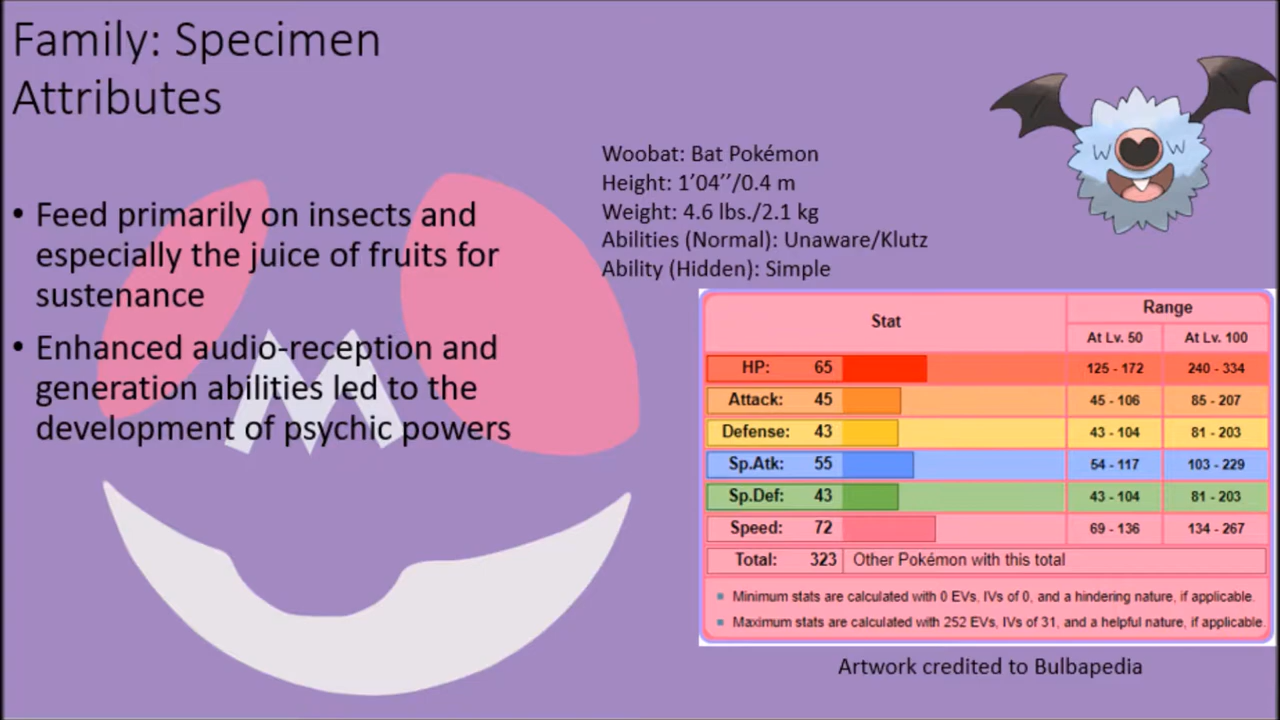 Family: Specimen
Attributes
• Feed primarily on insects and
especially the juice of fruits for
sustenance
• Enhanced audio-reception and
generation abilities led to the
development of psychic powers
Woobat: Bat Pokémon
Height: 1′04′′/0.4 m
Weight: 4.6 lbs./2.1 kg
Abilities (Normal): Unaware/Klutz
Ability (Hidden): Simple
Stat Range
At Lv. 50 At Lv. 100
HP: 65 125 - 172 240 - 334
Attack: 45 45 - 106 85 - 207
Defense: 43 43 - 104 81 - 203
Sp.Atk: 55 54 - 117 103 - 229
Sp.Def: 43 43 - 104 81 - 203
Speed: 72 69 - 136 134 - 267
Total: 323 Other Pokémon with this total
Minimum stats are calculated with 0 EVs, IVs of 0, and a hindering nature, if applicable.
Maximum stats are calculated with 252 EVs, IVs of 31, and a helpful nature, if applicable.
Artwork credited to Bulbapedia